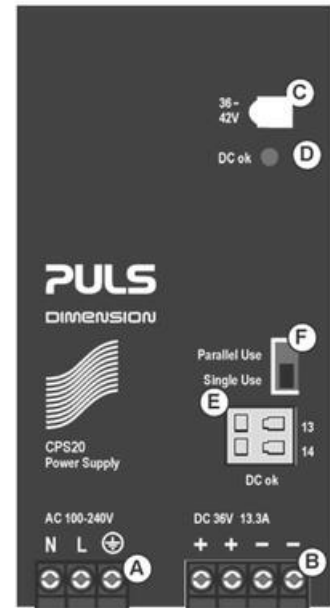 36-
42V
C
DC ok
D
PULS
DIMENSION
F
Parallel Use
Single Use
E
13
14
CPS20
Power Supply
DC ok
AC 100-240V
DC 36V 13.3A
N L
+ + - -
A
B